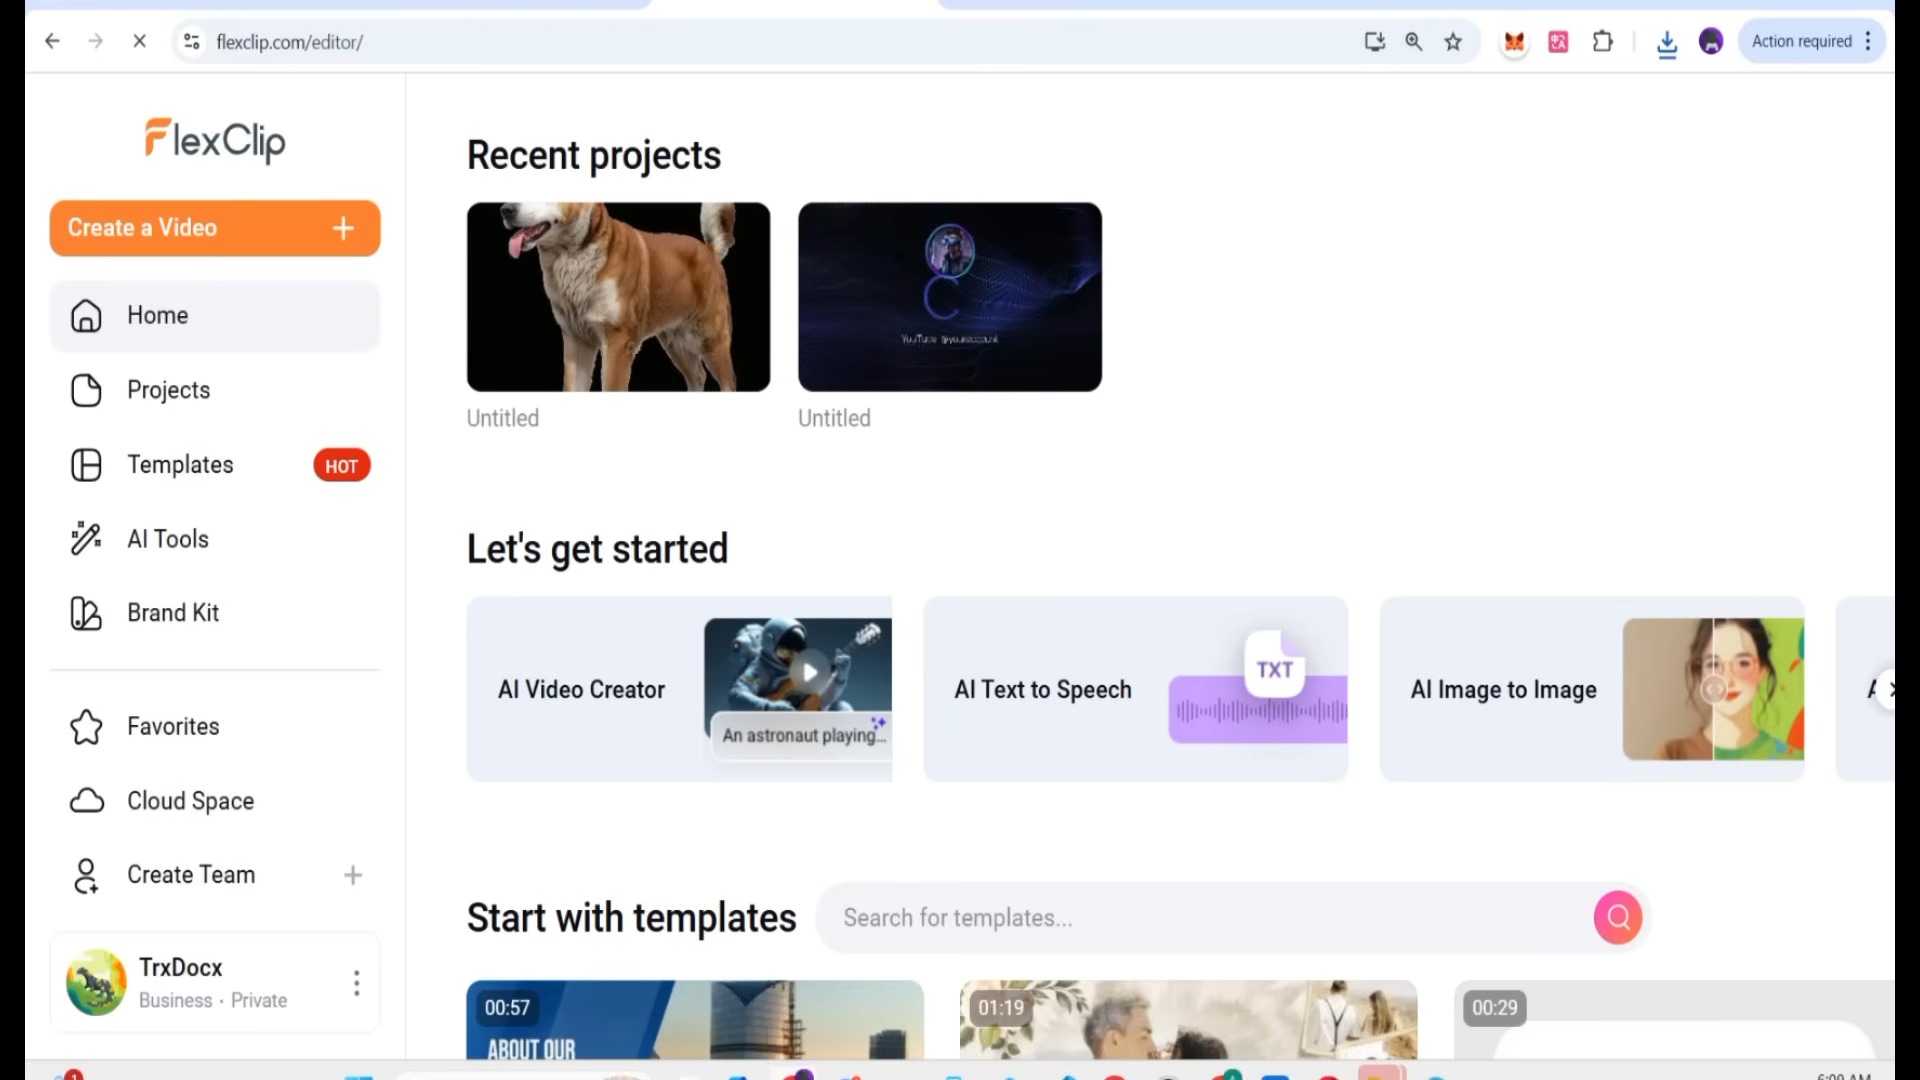 flexclip.com/editor/
Action required
FlexClip
Create a Video
Home
Projects
Templates
HOT
AI Tools
Brand Kit
Favorites
Cloud Space
Create Team
TrxDocx
Business · Private
Recent projects
Untitled
Untitled
Let's get started
AI Video Creator
An astronaut playing...
AI Text to Speech
TXT
AI Image to Image
Start with templates
Search for templates...
00:57
ABOUT OUR
01:19
00:29